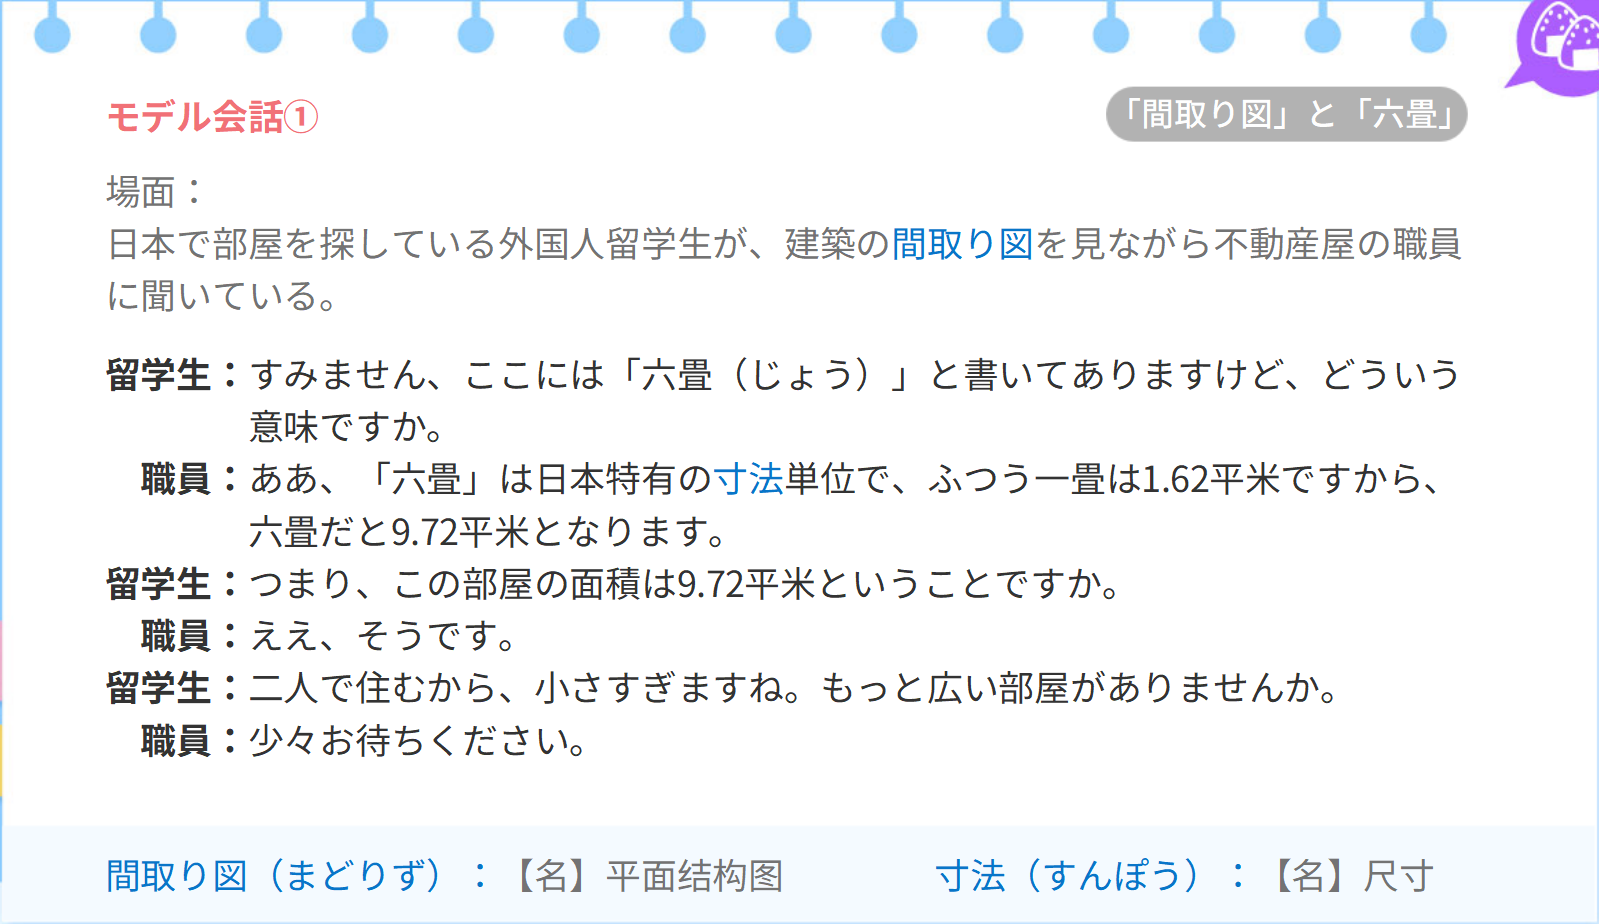 モデル会話①
「間取り図」と「六畳」
場面：
日本で部屋を探している外国人留学生が、建築の間取り図を見ながら不動産屋の職員
に聞いている。
留学生：すみません、ここには「六畳（じょう）」と書いてありますけど、どういう
意味ですか。
職員：ああ、「六畳」は日本特有の寸法単位で、ふつう一畳は1.62平米ですから、
六畳だと9.72平米となります。
留学生：つまり、この部屋の面積は9.72平米ということですか。
職員：ええ、そうです。
留学生：二人で住むから、小さすぎますね。もっと広い部屋がありませんか。
職員：少々お待ちください。
間取り図（まどりず）：【名】平面结构图
寸法（すんぽう）：【名】尺寸